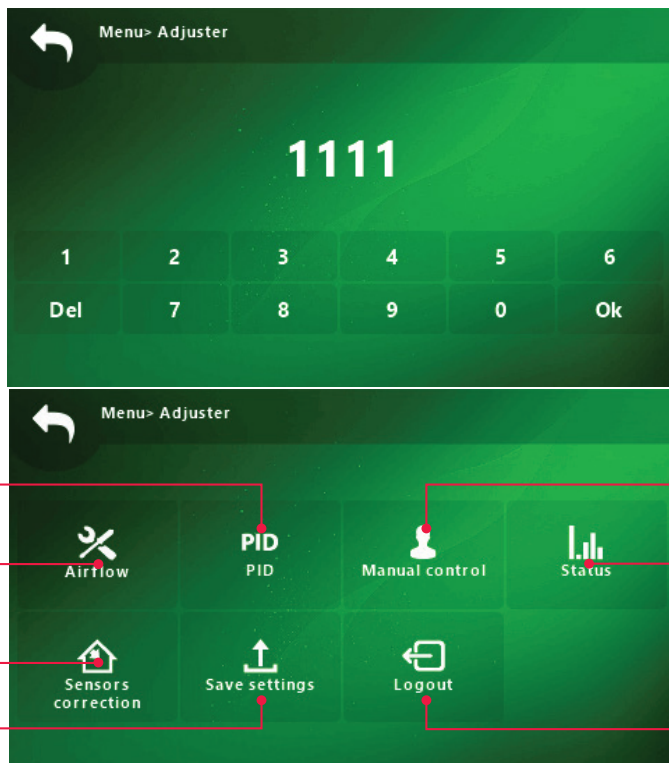 Menu> Adjuster
1111
1 2 3 4 5 6
Del 7 8 9 0 Ok
Menu> Adjuster
PID
Airflow PID Manual control Status
Sensors Save settings Logout
correction